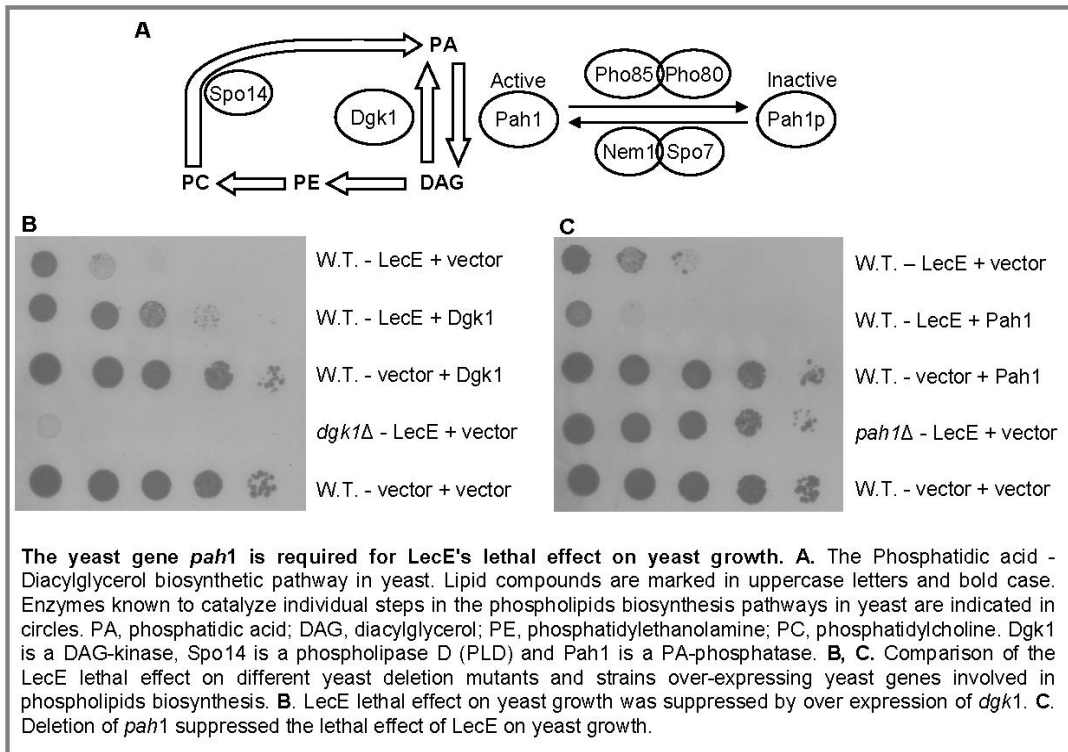 A
PA
Spo14
Dgk1
Active
Pah1
Pho85 Pho80
Inactive
Pah1p
Nem1 Spo7
PC PE DAG
B
W.T. - LecE + vector
W.T. - LecE + Dgk1
W.T. - vector + Dgk1
dgk1Δ - LecE + vector
W.T. - vector + vector
C
W.T. – LecE + vector
W.T. - LecE + Pah1
W.T. - vector + Pah1
pah1Δ - LecE + vector
W.T. - vector + vector
The yeast gene pah1 is required for LecE's lethal effect on yeast growth. A. The Phosphatidic acid -
Diacylglycerol biosynthetic pathway in yeast. Lipid compounds are marked in uppercase letters and bold case.
Enzymes known to catalyze individual steps in the phospholipids biosynthesis pathways in yeast are indicated in
circles. PA, phosphatidic acid; DAG, diacylglycerol; PE, phosphatidylethanolamine; PC, phosphatidylcholine. Dgk1
is a DAG-kinase, Spo14 is a phospholipase D (PLD) and Pah1 is a PA-phosphatase. B, C. Comparison of the
LecE lethal effect on different yeast deletion mutants and strains over-expressing yeast genes involved in
phospholipids biosynthesis. B. LecE lethal effect on yeast growth was suppressed by over expression of dgk1. C.
Deletion of pah1 suppressed the lethal effect of LecE on yeast growth.